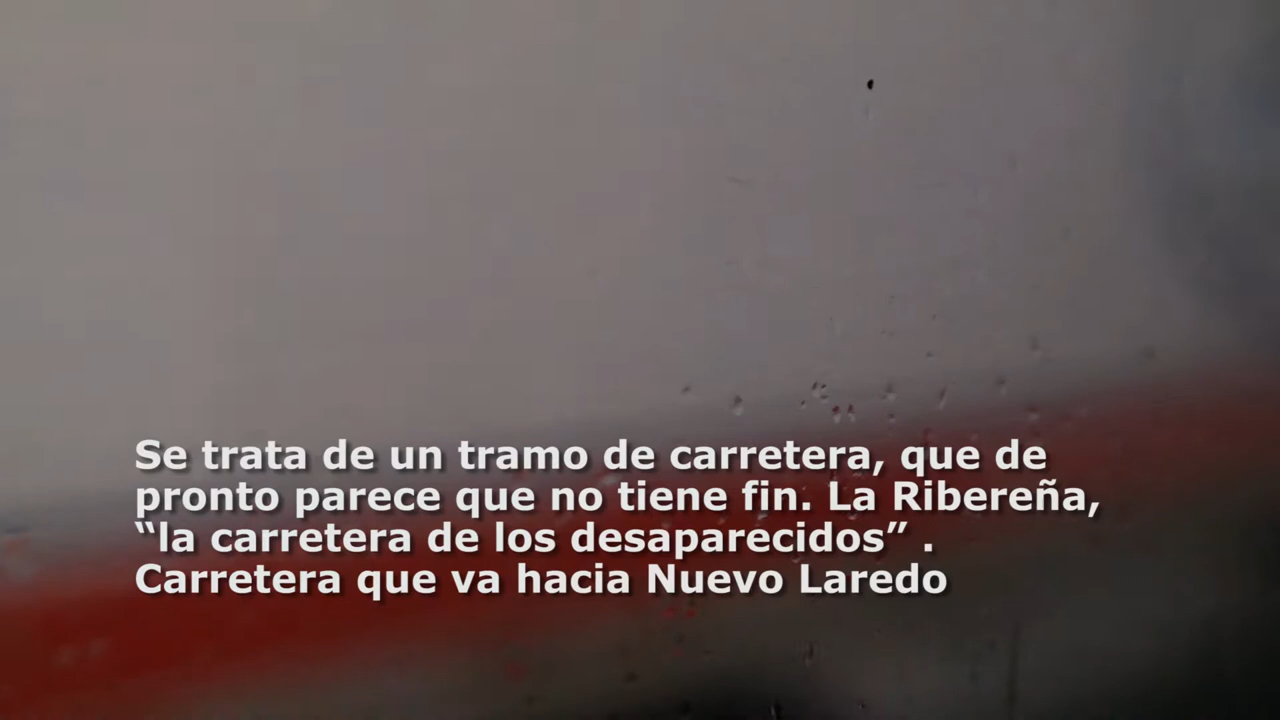 Se trata de un tramo de carretera, que de
pronto parece que no tiene fin. La Ribereña,
“la carretera de los desaparecidos” .
Carretera que va hacia Nuevo Laredo